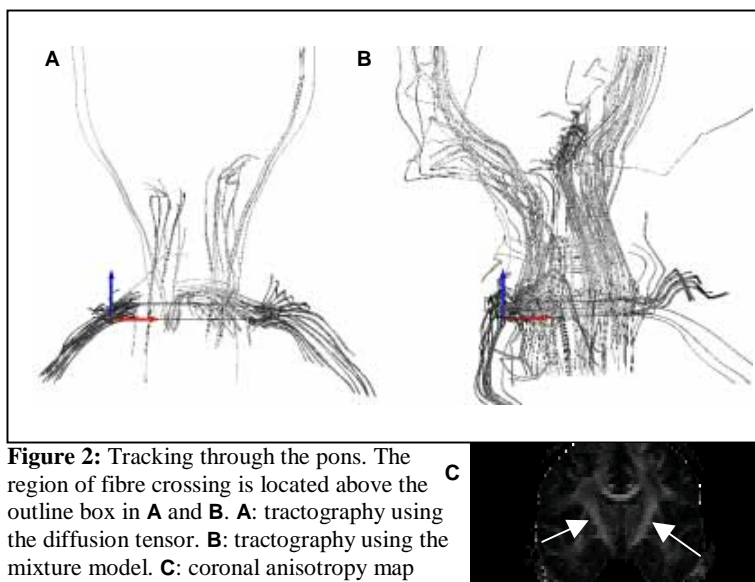 A
B
Figure 2: Tracking through the pons. The
region of fibre crossing is located above the
outline box in A and B. A: tractography using
the diffusion tensor. B: tractography using the
mixture model. C: coronal anisotropy map
C